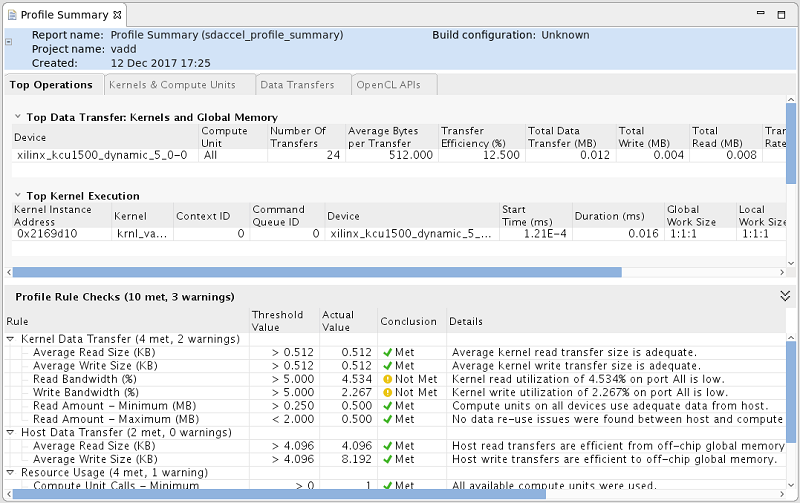 Profile Summary
Report name: Profile Summary (sdaccel_profile_summary) Build configuration: Unknown
Project name: vadd
Created: 12 Dec 2017 17:25
Top Operations Kernels & Compute Units Data Transfers OpenCL APIs
Top Data Transfer: Kernels and Global Memory
Device Compute Unit Number Of Transfers Average Bytes per Transfer Transfer Efficiency (%) Total Data Transfer (MB) Total Write (MB) Total Read (MB) Tran Rate
xilinx_kcu1500_dynamic_5_0-0 All 24 512.000 12.500 0.012 0.004 0.008
Top Kernel Execution
Kernel Instance Address Kernel Context ID Command Queue ID Device Start Time (ms) Duration (ms) Global Work Size Local Work Size
0x2169d10 krnl_va... 0 0 xilinx_kcu1500_dynamic_5_... 1.21E-4 0.016 1:1:1 1:1:1
Profile Rule Checks (10 met, 3 warnings)
Rule Threshold Value Actual Value Conclusion Details
Kernel Data Transfer (4 met, 2 warnings)
Average Read Size (KB) > 0.512 0.512 Met Average kernel read transfer size is adequate.
Average Write Size (KB) > 0.512 0.512 Met Average kernel write transfer size is adequate.
Read Bandwidth (%) > 5.000 4.534 Not Met Kernel read utilization of 4.534% on port All is low.
Write Bandwidth (%) > 5.000 2.267 Not Met Kernel write utilization of 2.267% on port All is low.
Read Amount - Minimum (MB) > 0.250 0.500 Met Compute units on all devices use adequate data from host.
Read Amount - Maximum (MB) < 2.000 0.500 Met No data re-use issues were found between host and compute
Host Data Transfer (2 met, 0 warnings)
Average Read Size (KB) > 4.096 4.096 Met Host read transfers are efficient from off-chip global memory
Average Write Size (KB) > 4.096 8.192 Met Host write transfers are efficient to off-chip global memory.
Resource Usage (4 met, 1 warning)
Compute Unit Calls - Minimum > 0 1 Met All available compute units were used.